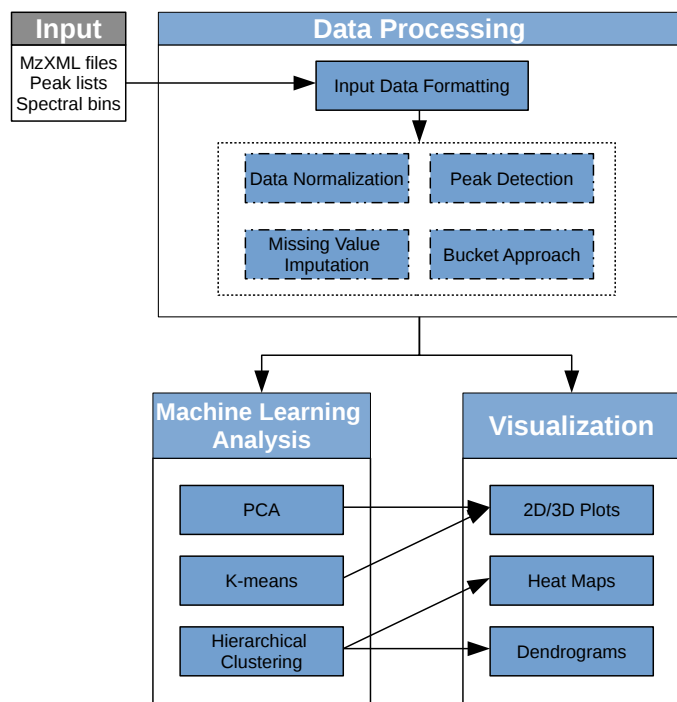 Input
MzXML files
Peak lists
Spectral bins
Data Processing
Input Data Formatting
Data Normalization
Peak Detection
Missing Value
Imputation
Bucket Approach
Machine Learning
Analysis
PCA
K-means
Hierarchical
Clustering
Visualization
2D/3D Plots
Heat Maps
Dendrograms